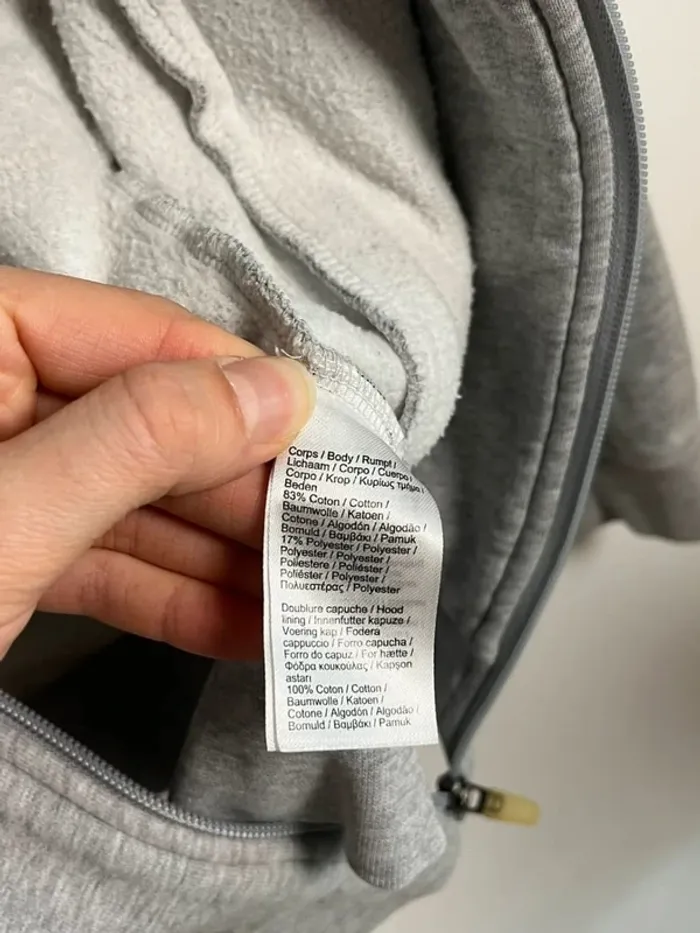 Corps / Body / Rumpf /
Lichaam / Corpo / Cuerpo /
Corpo / Krop / Κυρίως τμήμα /
Beden
83% Coton / Cotton /
Baumwolle / Katoen /
Cotone / Algodón / Algodão /
Bomuld / Βαμβάκι / Pamuk
17% Polyester / Polyester /
Polyester / Polyester /
Poliestere / Poliéster /
Poliéster / Polyester /
Πολυεστέρας / Polyester
Doublure capuche / Hood
lining / Innenfutter kapuze /
Voering kap / Fodera
cappuccio / Forro capucha /
Forro do capuz / For hætte /
Φόδρα κουκούλας / Kapşon
astarı
100% Coton / Cotton /
Baumwolle / Katoen /
Cotone / Algodón / Algodão /
Bomuld / Βαμβάκι / Pamuk